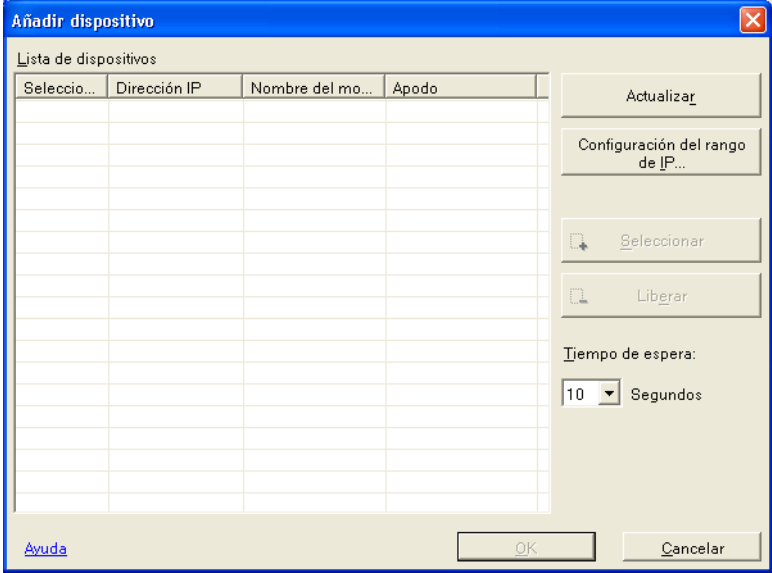 Añadir dispositivo
Lista de dispositivos
Seleccio... Dirección IP Nombre del mo... Apodo
Actualizar
Configuración del rango
de IP...
Seleccionar
Liberar
Tiempo de espera:
10 Segundos
Ayuda OK Cancelar